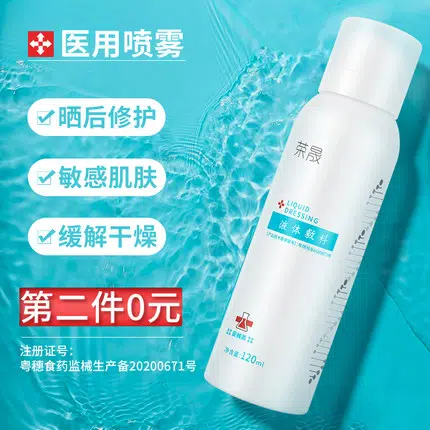 医用喷雾
晒后修护
敏感肌肤
缓解干燥
第二件0元
注册证号：
粤穗食药监械生产备20200671号
荣晟
LIQUID
DRESSING
液体敷料
净含量:120ml